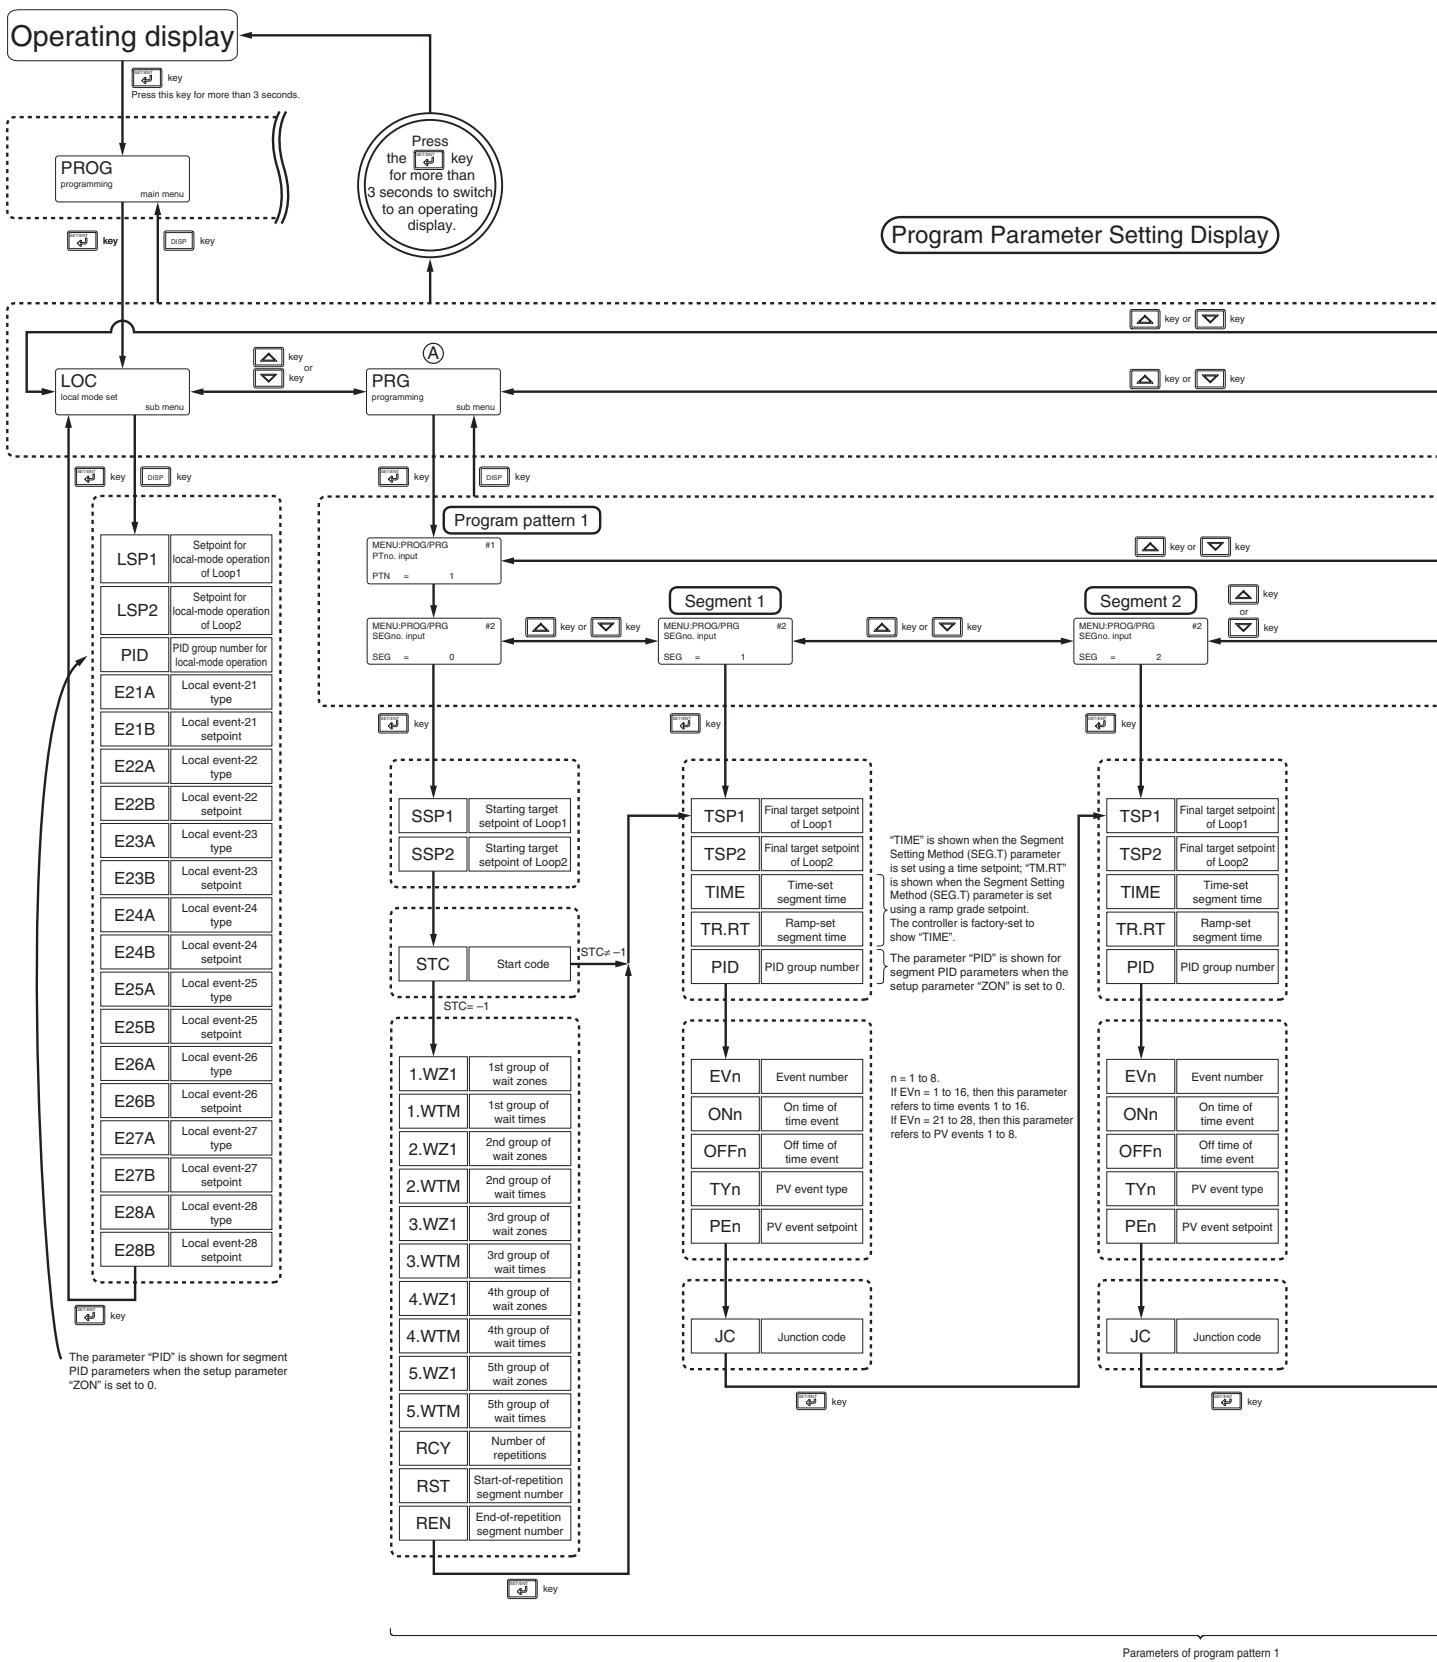 Operating display
SET/ENT key
Press this key for more than 3 seconds.
PROG
programming
main menu
SET/ENT key
DISP key
Press
the SET/ENT key
for more than
3 seconds to switch
to an operating
display.
Program Parameter Setting Display
key or key
LOC
local mode set
sub menu
key
or
key
A
PRG
programming
sub menu
key or key
SET/ENT key
DISP key
SET/ENT key
DISP key
LSP1
Setpoint for
local-mode operation
of Loop1
LSP2
Setpoint for
local-mode operation
of Loop2
PID
PID group number for
local-mode operation
E21A
Local event-21
type
E21B
Local event-21
setpoint
E22A
Local event-22
type
E22B
Local event-22
setpoint
E23A
Local event-23
type
E23B
Local event-23
setpoint
E24A
Local event-24
type
E24B
Local event-24
setpoint
E25A
Local event-25
type
E25B
Local event-25
setpoint
E26A
Local event-26
type
E26B
Local event-26
setpoint
E27A
Local event-27
type
E27B
Local event-27
setpoint
E28A
Local event-28
type
E28B
Local event-28
setpoint
SET/ENT key
The parameter “PID” is shown for segment
PID parameters when the setup parameter
“ZON” is set to 0.
Program pattern 1
MENU:PROG/PRG #1
PTno. input
PTN = 1
key or key
MENU:PROG/PRG #2
SEGno. input
SEG = 0
key or key
Segment 1
MENU:PROG/PRG #2
SEGno. input
SEG = 1
key or key
Segment 2
MENU:PROG/PRG #2
SEGno. input
SEG = 2
key
or
key
SET/ENT key
SSP1
Starting target
setpoint of Loop1
SSP2
Starting target
setpoint of Loop2
STC
Start code
STC≠ –1
STC= –1
1.WZ1
1st group of
wait zones
1.WTM
1st group of
wait times
2.WZ1
2nd group of
wait zones
2.WTM
2nd group of
wait times
3.WZ1
3rd group of
wait zones
3.WTM
3rd group of
wait times
4.WZ1
4th group of
wait zones
4.WTM
4th group of
wait times
5.WZ1
5th group of
wait zones
5.WTM
5th group of
wait times
RCY
Number of
repetitions
RST
Start-of-repetition
segment number
REN
End-of-repetition
segment number
SET/ENT key
SET/ENT key
TSP1
Final target setpoint
of Loop1
TSP2
Final target setpoint
of Loop2
TIME
Time-set
segment time
TR.RT
Ramp-set
segment time
PID
PID group number
“TIME” is shown when the Segment
Setting Method (SEG.T) parameter
is set using a time setpoint; “TM.RT”
is shown when the Segment Setting
Method (SEG.T) parameter is set
using a ramp grade setpoint.
The controller is factory-set to
show “TIME”.
The parameter “PID” is shown for
segment PID parameters when the
setup parameter “ZON” is set to 0.
EVn
Event number
ONn
On time of
time event
OFFn
Off time of
time event
TYn
PV event type
PEn
PV event setpoint
n = 1 to 8.
If EVn = 1 to 16, then this parameter
refers to time events 1 to 16.
If EVn = 21 to 28, then this parameter
refers to PV events 1 to 8.
JC
Junction code
SET/ENT key
SET/ENT key
TSP1
Final target setpoint
of Loop1
TSP2
Final target setpoint
of Loop2
TIME
Time-set
segment time
TR.RT
Ramp-set
segment time
PID
PID group number
EVn
Event number
ONn
On time of
time event
OFFn
Off time of
time event
TYn
PV event type
PEn
PV event setpoint
JC
Junction code
SET/ENT key
Parameters of program pattern 1